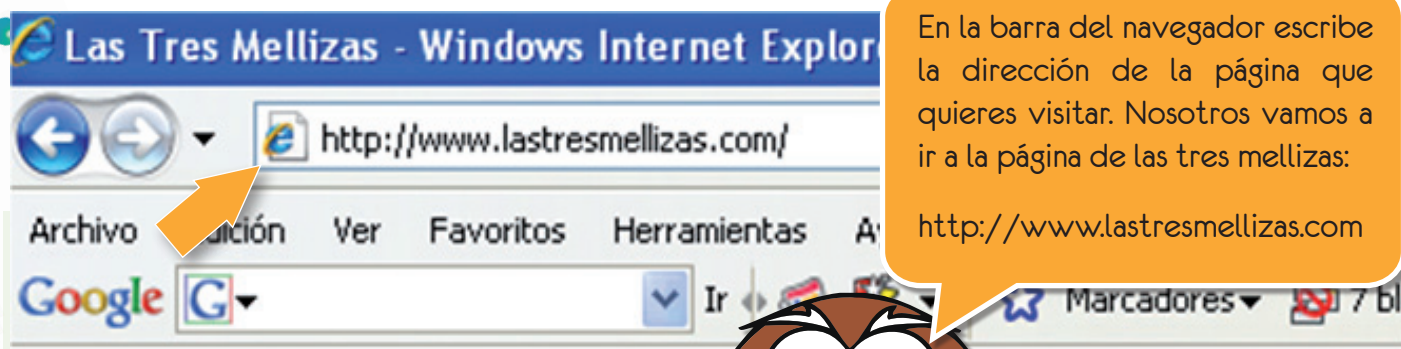 Las Tres Mellizas - Windows Internet Explor
http://www.lastresmellizas.com/
Archivo Edición Ver Favoritos Herramientas
Google G Ir Marcadores 7 bl
En la barra del navegador escribe
la dirección de la página que
quieres visitar. Nosotros vamos a
ir a la página de las tres mellizas:
http://www.lastresmellizas.com